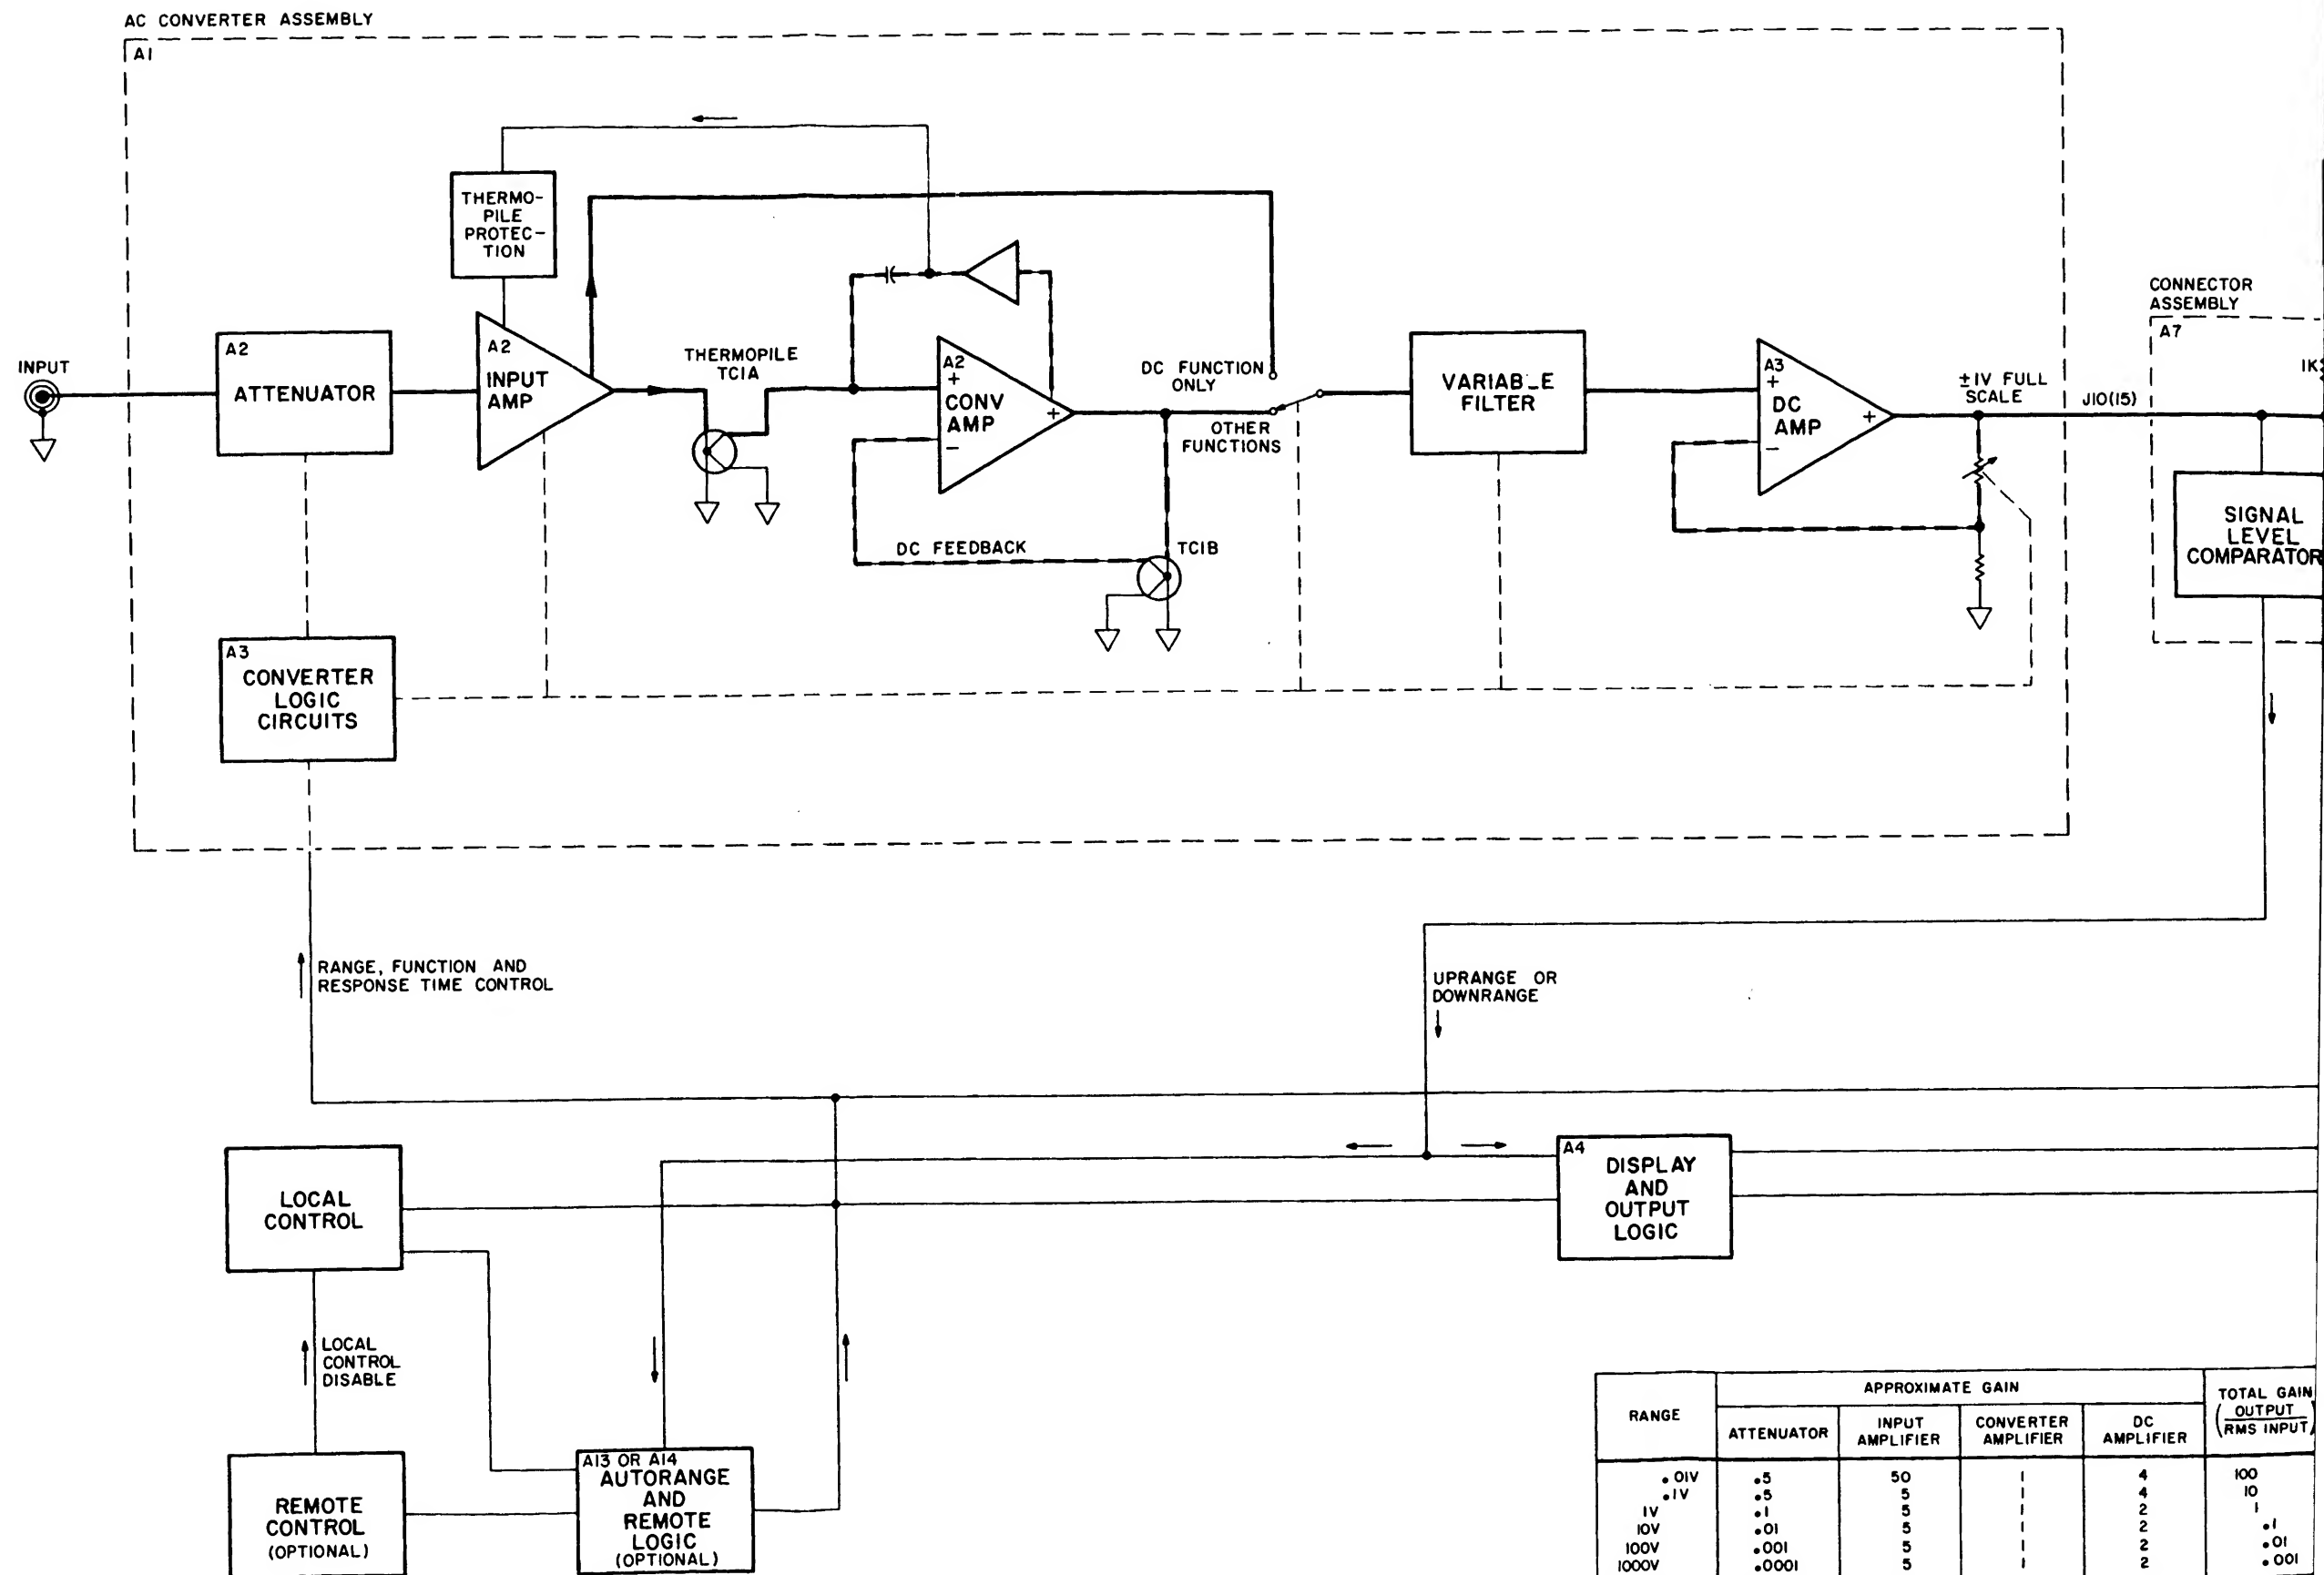 AC CONVERTER ASSEMBLY
A1
THERMO-
PILE
PROTEC-
TION
CONNECTOR
ASSEMBLY
A7
1K
INPUT
A2
ATTENUATOR
A2
INPUT
AMP
THERMOPILE
TC1A
A2
+
CONV
AMP
+
−
DC FUNCTION
ONLY
OTHER
FUNCTIONS
VARIABLE
FILTER
A3
+
DC
AMP
+
−
±1V FULL
SCALE
J10(15)
SIGNAL
LEVEL
COMPARATOR
DC FEEDBACK
TC1B
A3
CONVERTER
LOGIC
CIRCUITS
RANGE, FUNCTION AND
RESPONSE TIME CONTROL
UPRANGE OR
DOWNRANGE
LOCAL
CONTROL
A4
DISPLAY
AND
OUTPUT
LOGIC
LOCAL
CONTROL
DISABLE
REMOTE
CONTROL
(OPTIONAL)
A13 OR A14
AUTORANGE
AND
REMOTE
LOGIC
(OPTIONAL)
RANGE
APPROXIMATE GAIN
TOTAL GAIN
(OUTPUT
RMS INPUT)
ATTENUATOR
INPUT
AMPLIFIER
CONVERTER
AMPLIFIER
DC
AMPLIFIER
.01V .5 50 1 4 100
.1V .5 5 1 4 10
1V .1 5 1 2 1
10V .01 5 1 2 .1
100V .001 5 1 2 .01
1000V .0001 5 1 2 .001